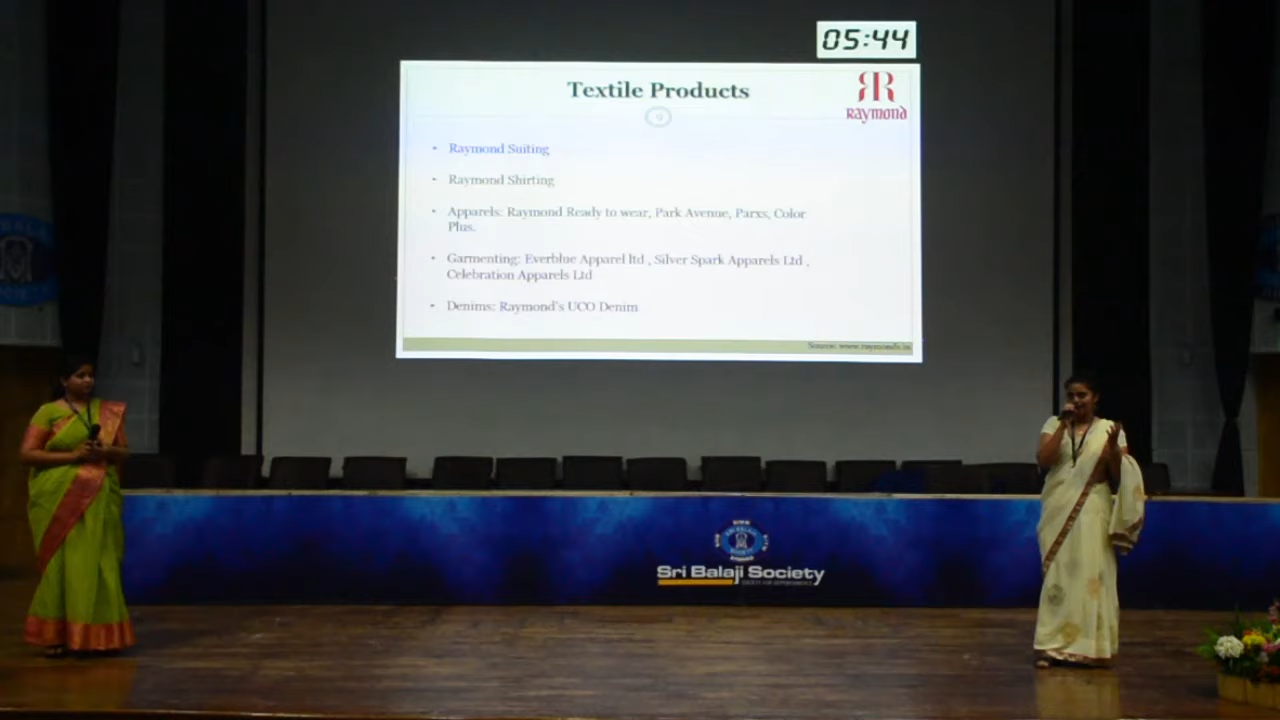 05:44
Textile Products
Raymond
9
• Raymond Suiting
• Raymond Shirting
• Apparels: Raymond Ready to wear, Park Avenue, Parxs, Color
Plus.
• Garmenting: Everblue Apparel ltd , Silver Spark Apparels Ltd ,
Celebration Apparels Ltd
• Denims: Raymond's UCO Denim
Source: www.raymonds.in
Sri Balaji Society